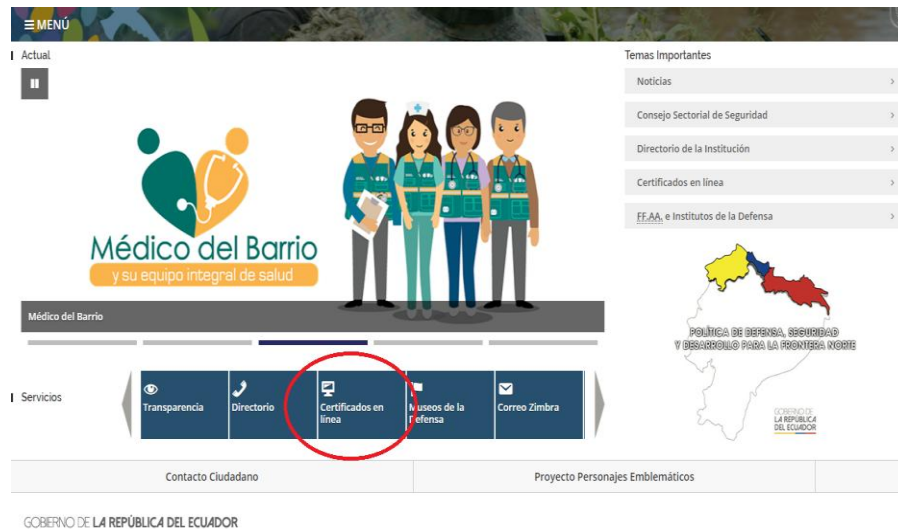 ≡ MENÚ
Actual
Médico del Barrio
y su equipo integral de salud
Médico del Barrio
Temas Importantes
Noticias
Consejo Sectorial de Seguridad
Directorio de la Institución
Certificados en línea
FF.AA. e Institutos de la Defensa
POLÍTICA DE DEFENSA, SEGURIDAD
Y DESARROLLO PARA LA FRONTERA NORTE
GOBIERNO DE
LA REPÚBLICA
DEL ECUADOR
Servicios
Transparencia
Directorio
Certificados en
línea
Museos de la
Defensa
Correo Zimbra
Contacto Ciudadano
Proyecto Personajes Emblemáticos
GOBIERNO DE LA REPÚBLICA DEL ECUADOR